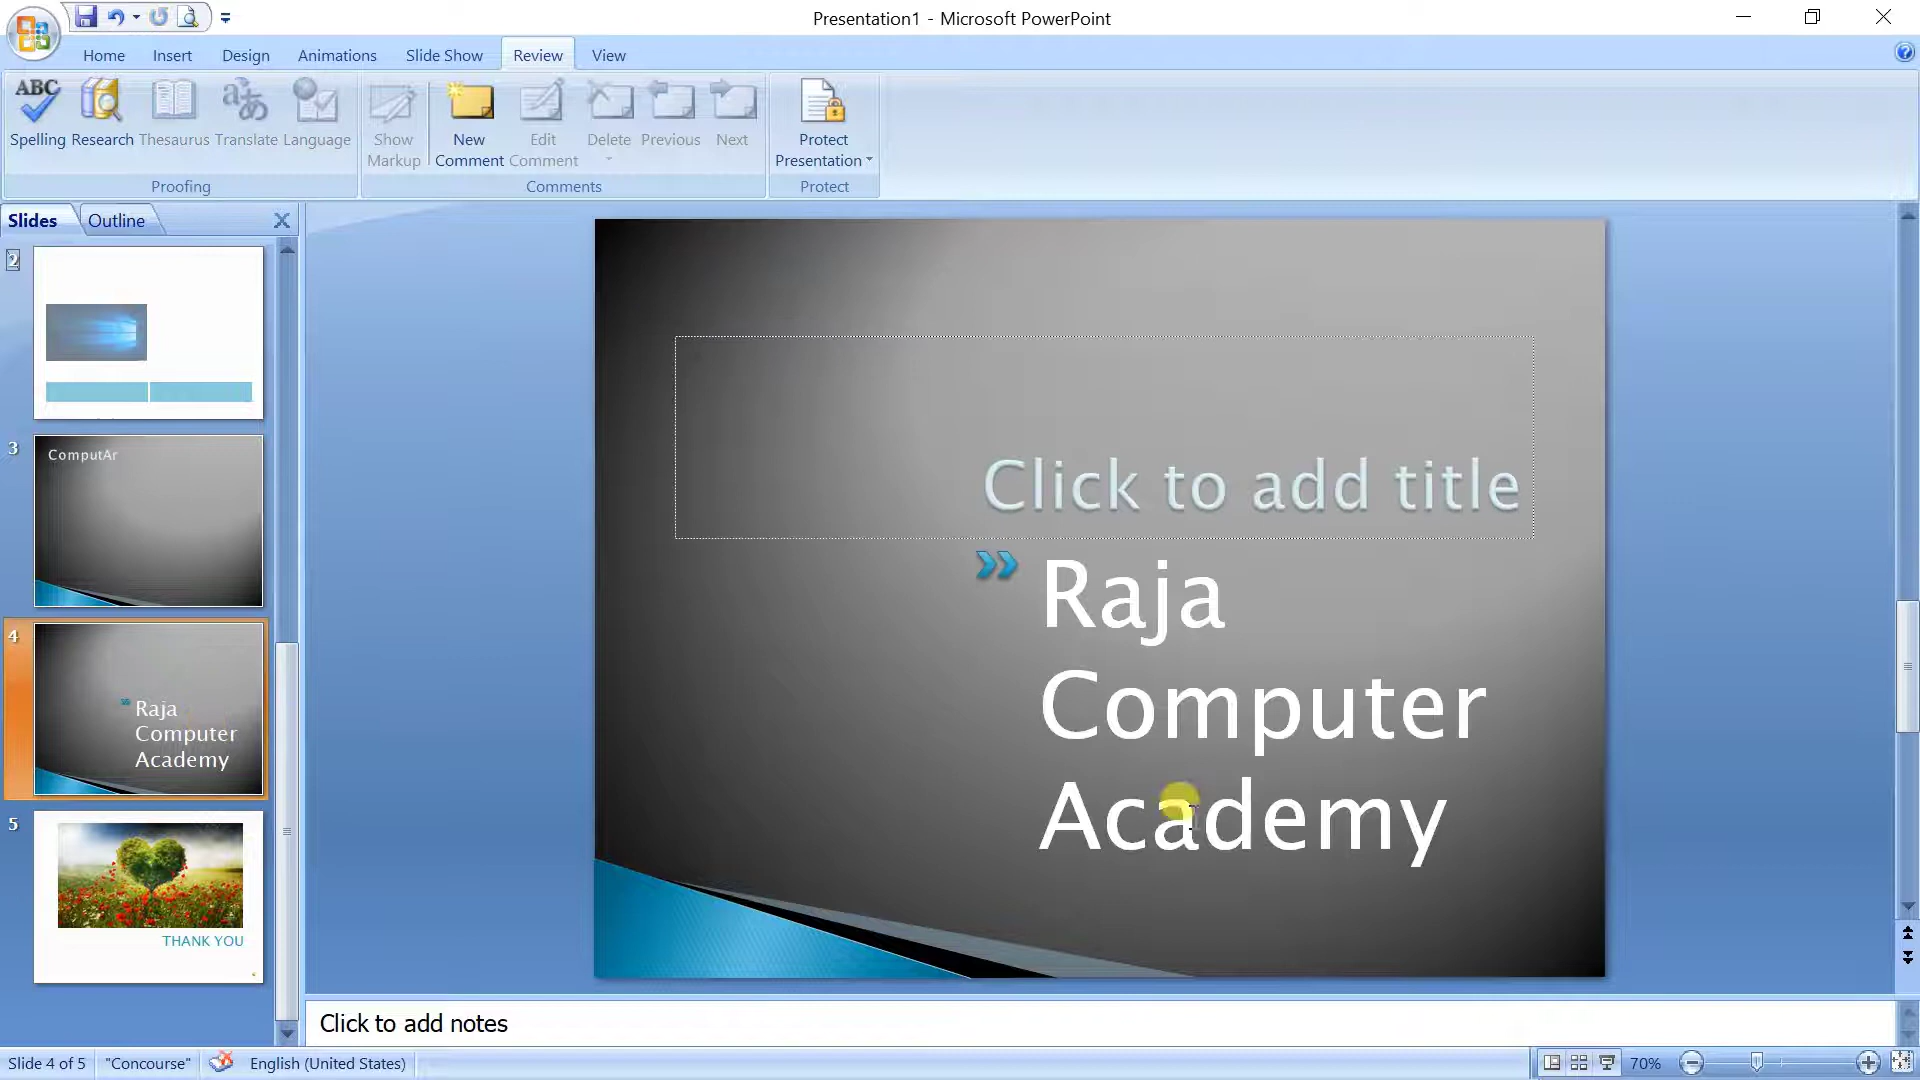 Presentation1 - Microsoft PowerPoint
Home Insert Design Animations Slide Show Review View
ABC
Spelling Research Thesaurus Translate Language
Show Markup
New Comment
Edit Comment
Delete Previous Next
Protect Presentation
Proofing Comments Protect
Slides Outline
2
3
ComputAr
4
Raja
Computer
Academy
5
THANK YOU
Click to add title
Raja
Computer
Academy
Click to add notes
Slide 4 of 5 "Concourse" English (United States) 70%